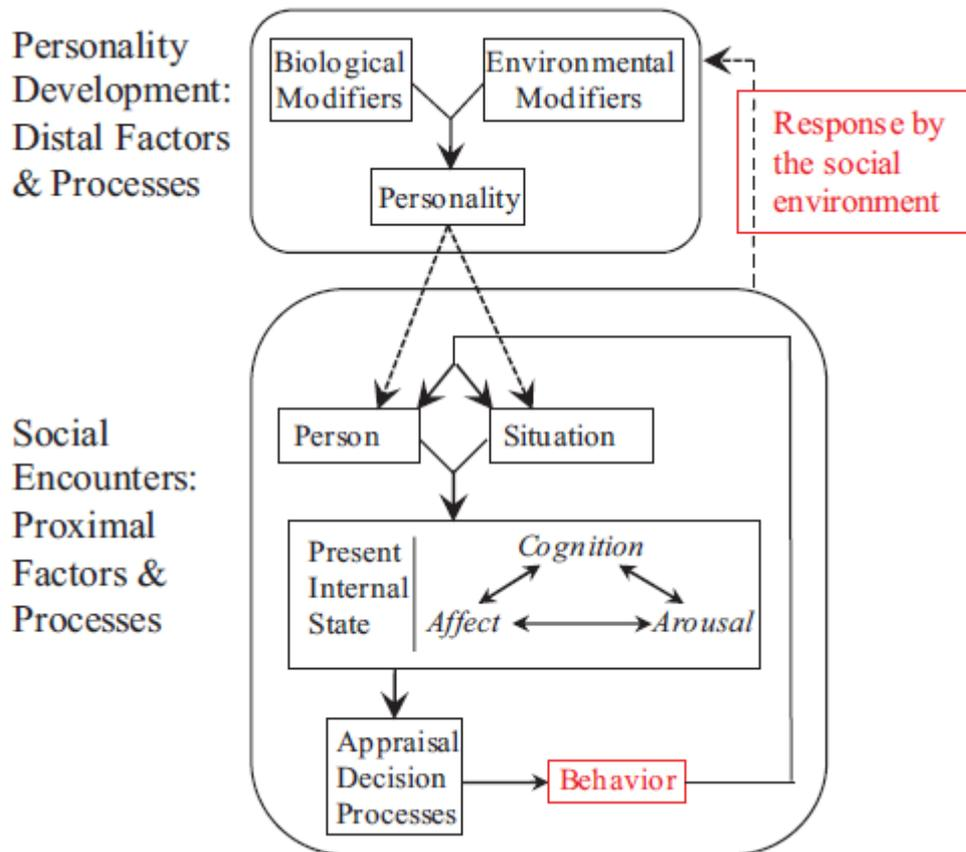 Personality
Development:
Distal Factors
& Processes
Biological
Modifiers
Environmental
Modifiers
Personality
Response by
the social
environment
Social
Encounters:
Proximal
Factors &
Processes
Person
Situation
Present
Internal
State
Cognition
Affect
Arousal
Appraisal
Decision
Processes
Behavior